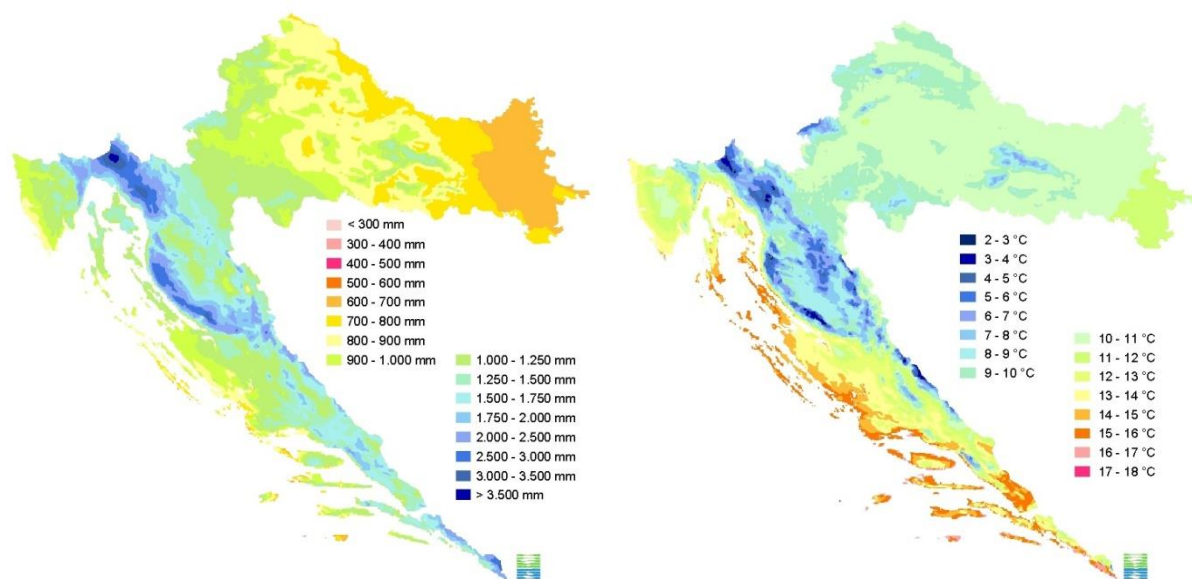 < 300 mm
300 - 400 mm
400 - 500 mm
500 - 600 mm
600 - 700 mm
700 - 800 mm
800 - 900 mm
900 - 1.000 mm
1.000 - 1.250 mm
1.250 - 1.500 mm
1.500 - 1.750 mm
1.750 - 2.000 mm
2.000 - 2.500 mm
2.500 - 3.000 mm
3.000 - 3.500 mm
> 3.500 mm
2 - 3 °C
3 - 4 °C
4 - 5 °C
5 - 6 °C
6 - 7 °C
7 - 8 °C
8 - 9 °C
9 - 10 °C
10 - 11 °C
11 - 12 °C
12 - 13 °C
13 - 14 °C
14 - 15 °C
15 - 16 °C
16 - 17 °C
17 - 18 °C